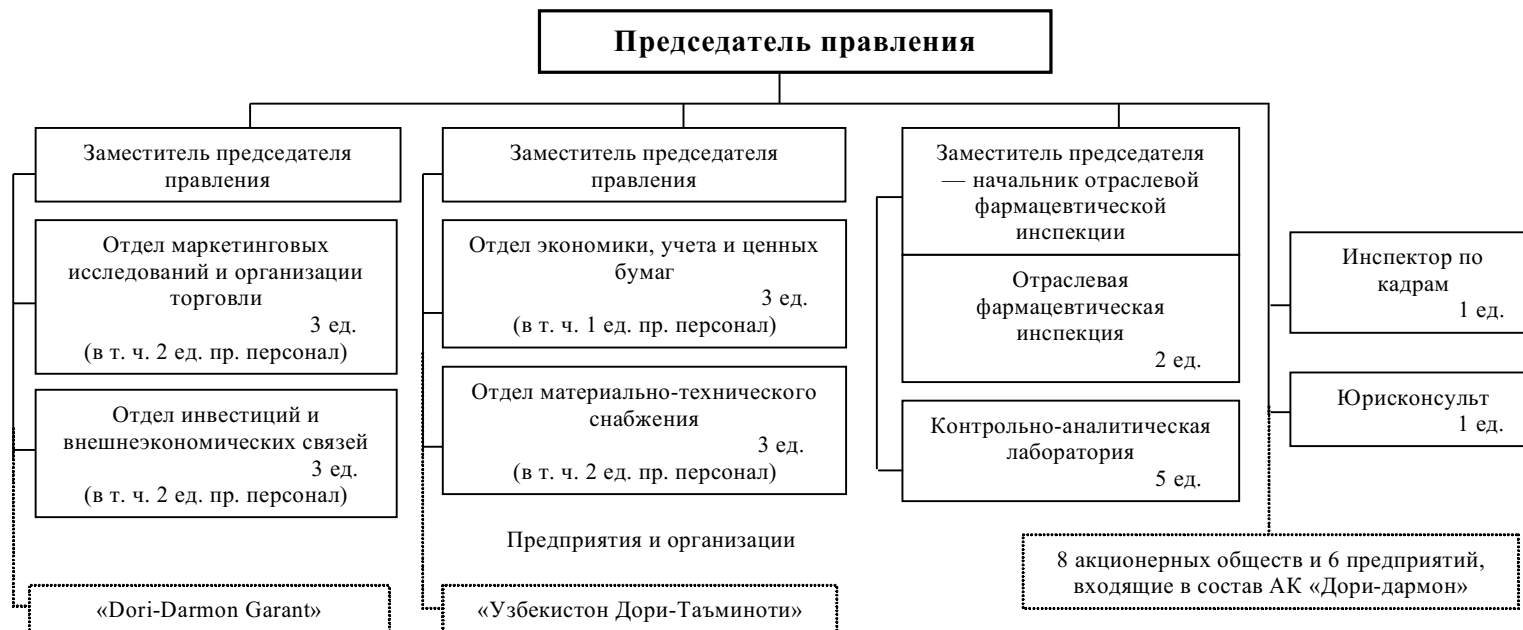 Председатель правления
Заместитель председателя
правления
Отдел маркетинговых
исследований и организации
торговли
3 ед.
(в т. ч. 2 ед. пр. персонал)
Отдел инвестиций и
внешнеэкономических связей
3 ед.
(в т. ч. 2 ед. пр. персонал)
«Dori-Darmon Garant»
Заместитель председателя
правления
Отдел экономики, учета и ценных
бумаг
3 ед.
(в т. ч. 1 ед. пр. персонал)
Отдел материально-технического
снабжения
3 ед.
(в т. ч. 2 ед. пр. персонал)
Предприятия и организации
«Узбекистон Дори-Таъминоти»
Заместитель председателя
— начальник отраслевой
фармацевтической
инспекции
Отраслевая
фармацевтическая
инспекция
2 ед.
Контрольно-аналитическая
лаборатория
5 ед.
Инспектор по
кадрам
1 ед.
Юрисконсульт
1 ед.
8 акционерных обществ и 6 предприятий,
входящие в состав АК «Дори-дармон»